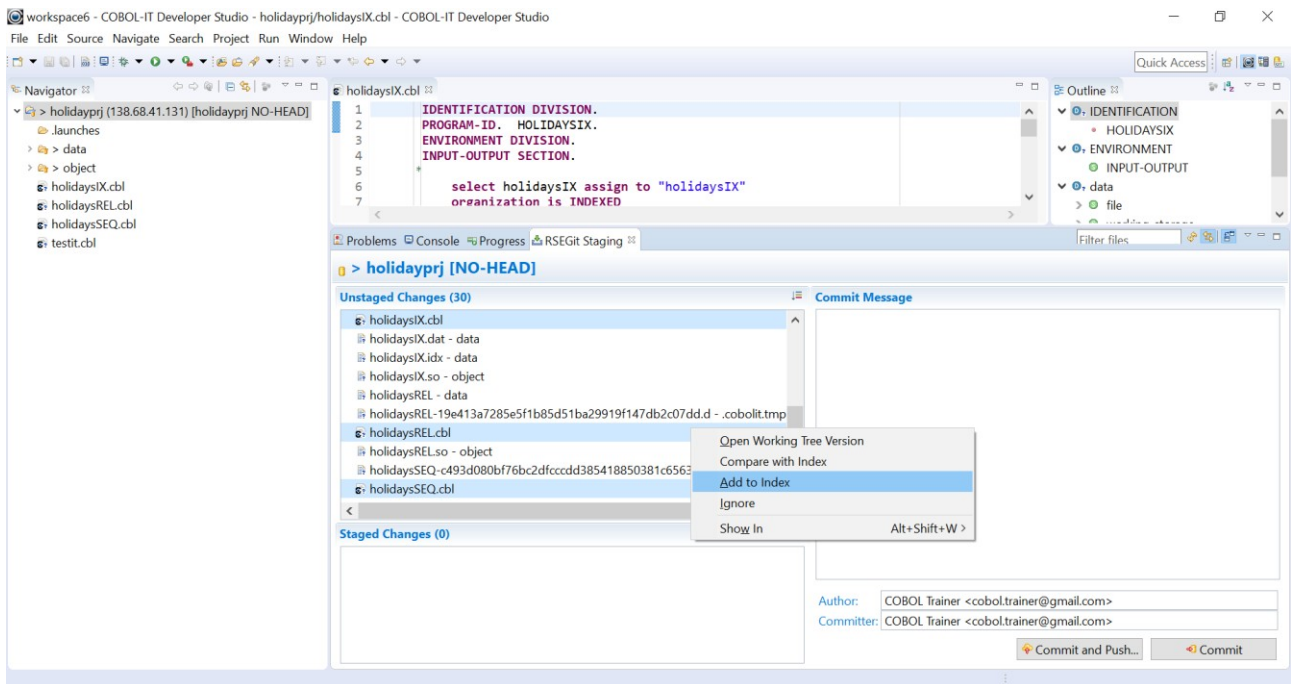 workspace6 - COBOL-IT Developer Studio - holidayprj/holidaysIX.cbl - COBOL-IT Developer Studio
File Edit Source Navigate Search Project Run Window Help
Quick Access
Navigator
> holidayprj (138.68.41.131) [holidayprj NO-HEAD]
.launches
> data
> object
holidaysIX.cbl
holidaysREL.cbl
holidaysSEQ.cbl
testit.cbl
holidaysIX.cbl
1 IDENTIFICATION DIVISION.
2 PROGRAM-ID. HOLIDAYSIX.
3 ENVIRONMENT DIVISION.
4 INPUT-OUTPUT SECTION.
5 *
6 select holidaysIX assign to "holidaysIX"
7 organization is INDEXED
Outline
IDENTIFICATION
HOLIDAYSIX
ENVIRONMENT
INPUT-OUTPUT
data
file
working-storage
Problems Console Progress RSEGit Staging
Filter files
> holidayprj [NO-HEAD]
Unstaged Changes (30)
holidaysIX.cbl
holidaysIX.dat - data
holidaysIX.idx - data
holidaysIX.so - object
holidaysREL - data
holidaysREL-19e413a7285e5f1b85d51ba29919f147db2c07dd.d - .cobolit.tmp
holidaysREL.cbl
holidaysREL.so - object
holidaysSEQ-c493d080bf76bc2dfcccdd385418850381c6563
holidaysSEQ.cbl
Open Working Tree Version
Compare with Index
Add to Index
Ignore
Show In Alt+Shift+W >
Staged Changes (0)
Commit Message
Author: COBOL Trainer <cobol.trainer@gmail.com>
Committer: COBOL Trainer <cobol.trainer@gmail.com>
Commit and Push... Commit